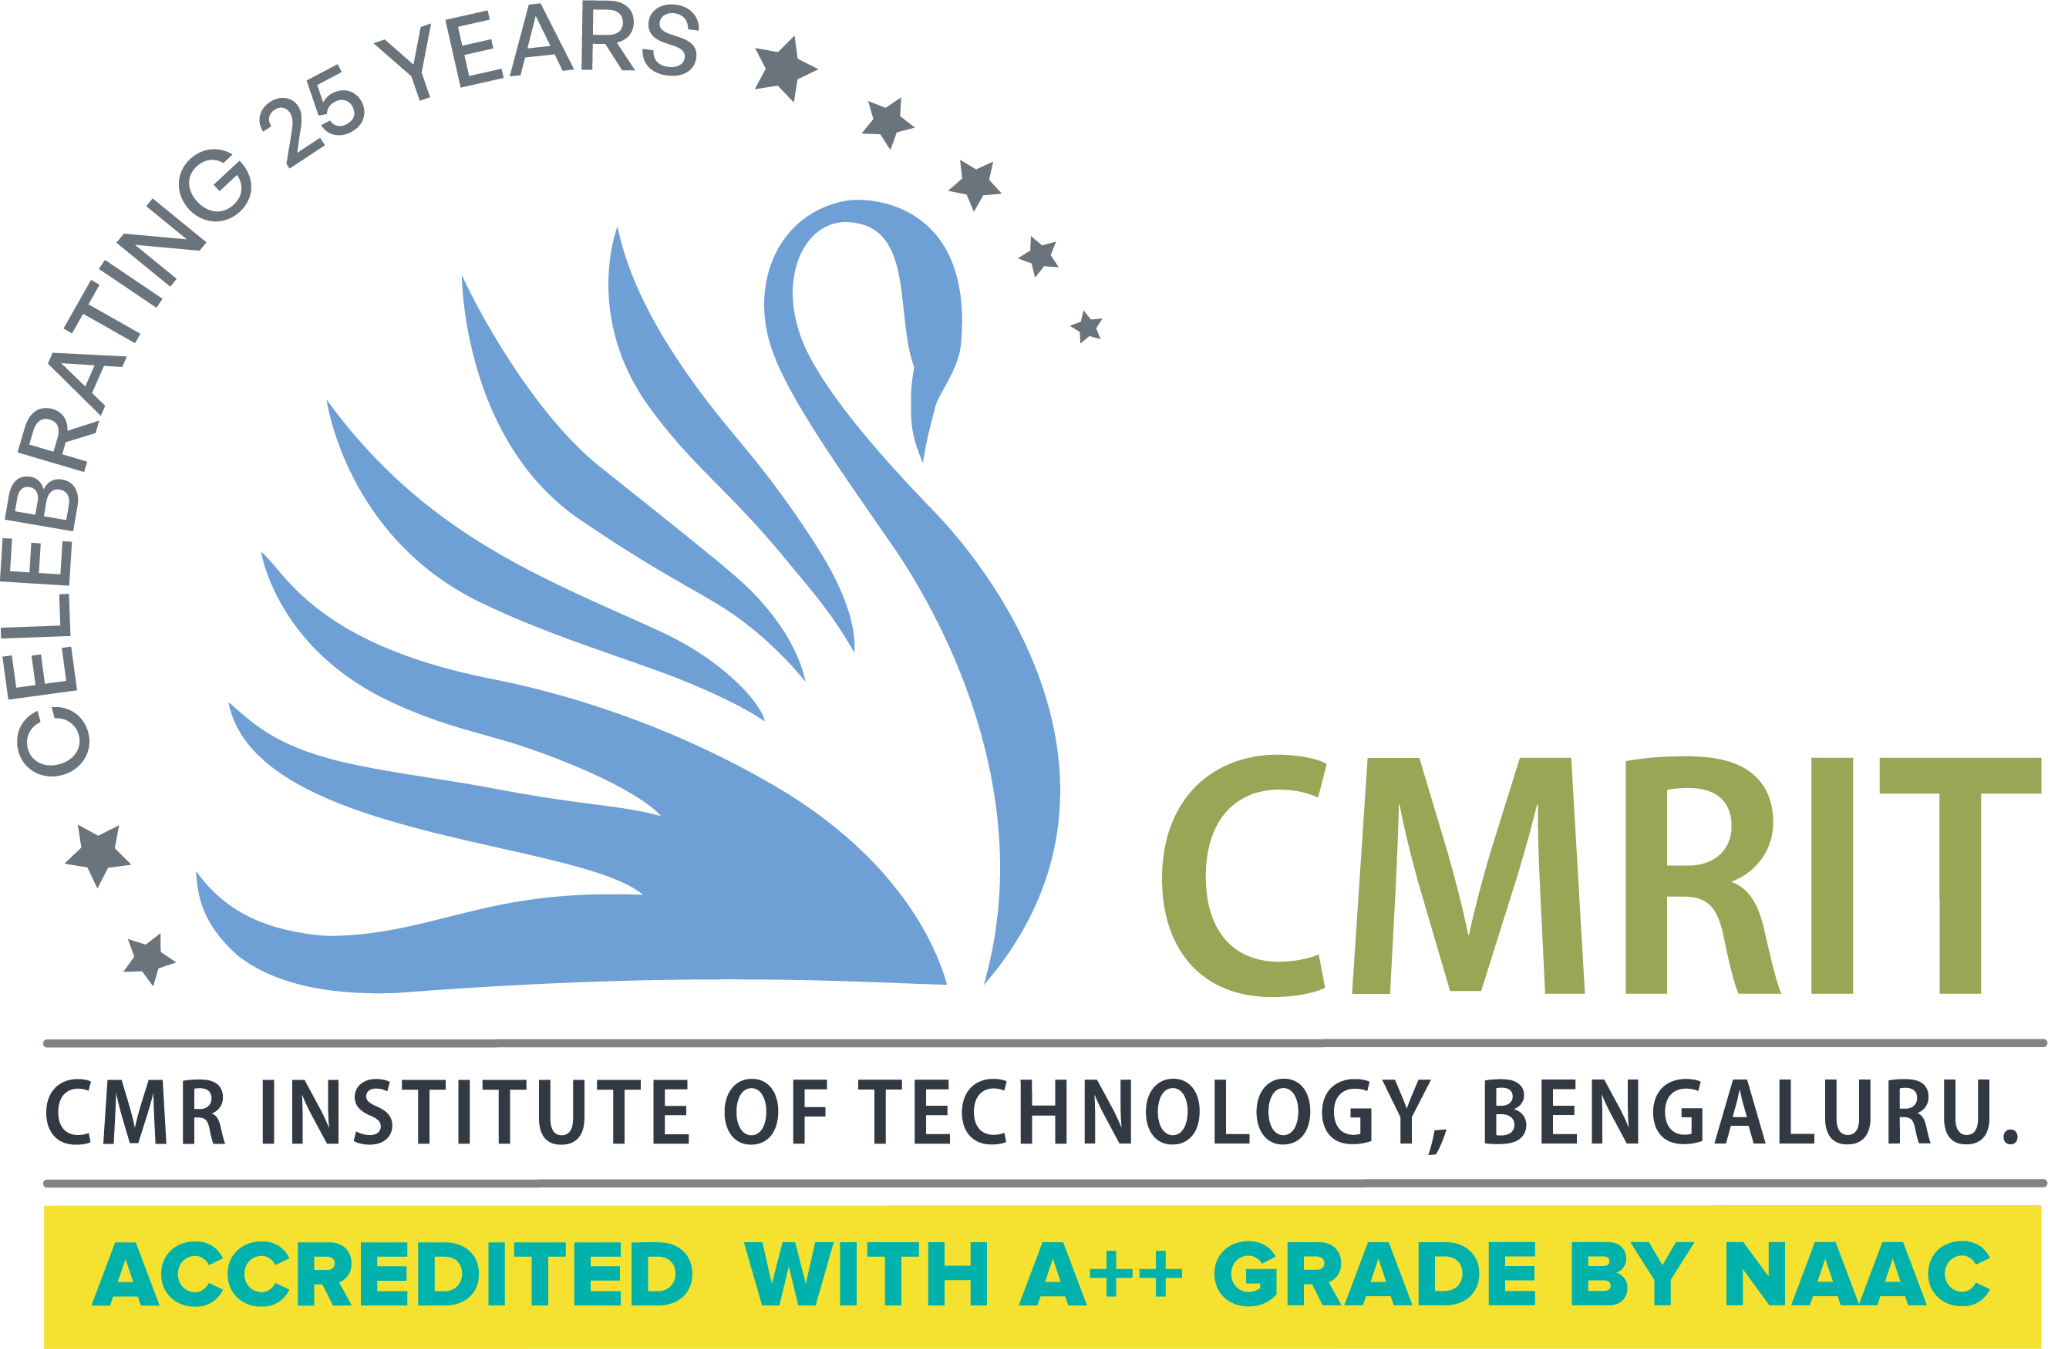 CELEBRATING 25 YEARS
CMRIT
CMR INSTITUTE OF TECHNOLOGY, BENGALURU.
ACCREDITED WITH A++ GRADE BY NAAC